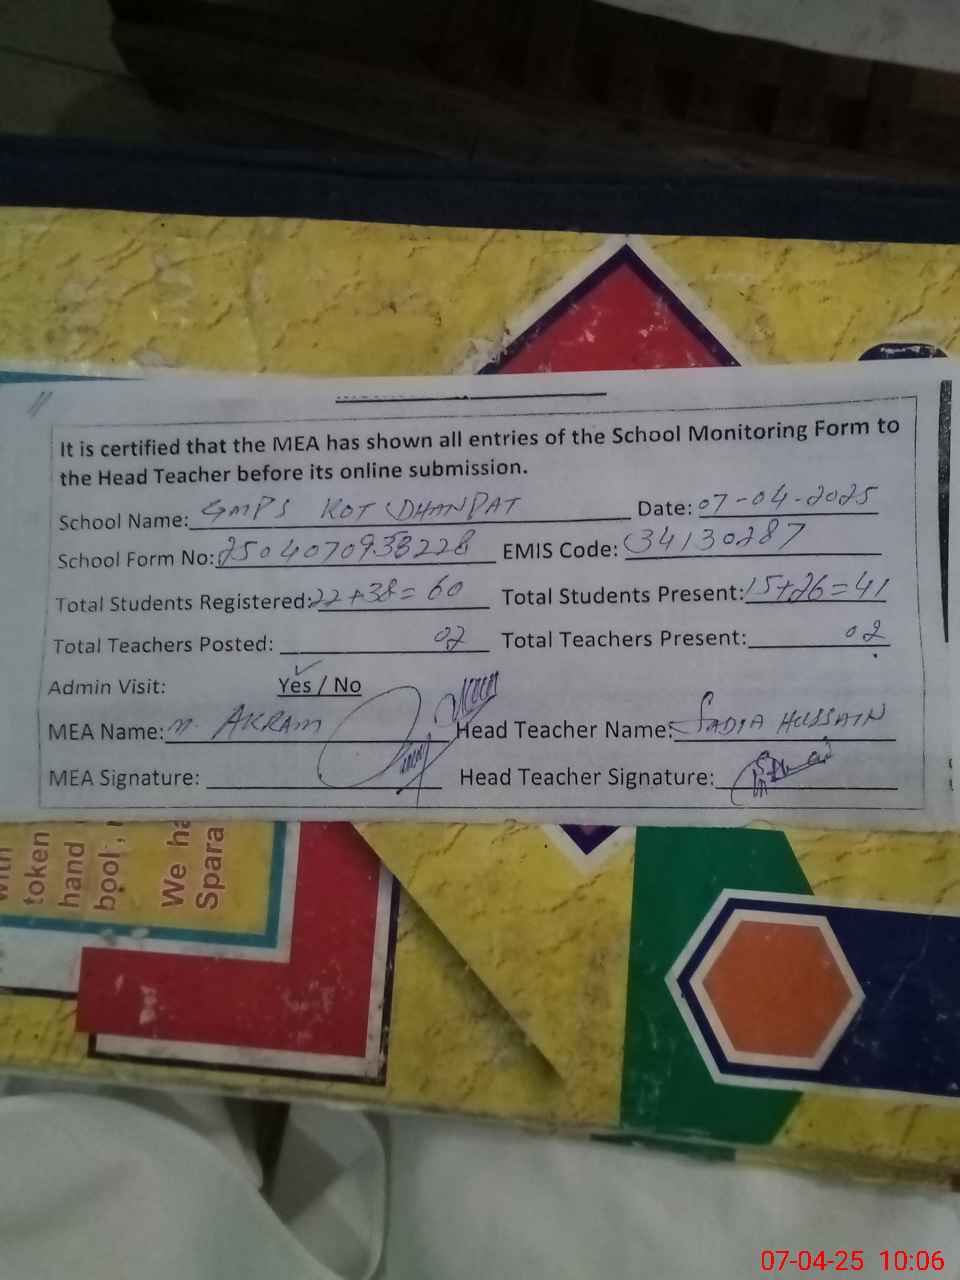 It is certified that the MEA has shown all entries of the School Monitoring Form to
the Head Teacher before its online submission.
School Name: GMPS KOT DHANPAT Date: 07-04-2025
School Form No: 2504070933228 EMIS Code: 34130287
Total Students Registered: 22+38=60 Total Students Present: 15+26=41
Total Teachers Posted: 02 Total Teachers Present: 02
Admin Visit: Yes / No
MEA Name: M. AKRAM Head Teacher Name: SADIA HUSSAIN
MEA Signature: Head Teacher Signature:
with
token
hand
bool
We ha
Spara
07-04-25 10:06